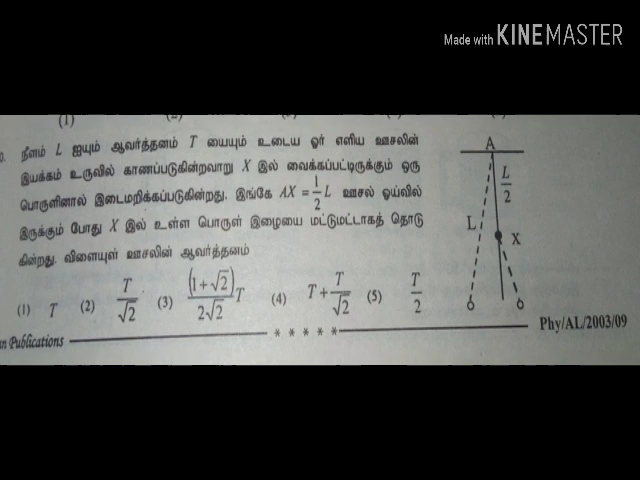 Made with KINEMASTER
(1)
நீளம் L ஐயும் ஆவர்த்தனம் T யையும் உடைய ஓர் எளிய ஊசலின்
இயக்கம் உருவில் காணப்படுகின்றவாறு X இல் வைக்கப்பட்டிருக்கும் ஒரு
பொருளினால் இடைமறிக்கப்படுகின்றது. இங்கே AX = 1/2 L ஊசல் ஓய்வில்
இருக்கும் போது X இல் உள்ள பொருள் இழையை மட்டுமட்டாகத் தொடு
கின்றது. விளையுள் ஊசலின் ஆவர்த்தனம்
(1) T (2) T/√2 (3) (1+√2)/2√2 T (4) T + T/√2 (5) T/2
A
L/2
L
X
Publications
* * * * *
Phy/AL/2003/09